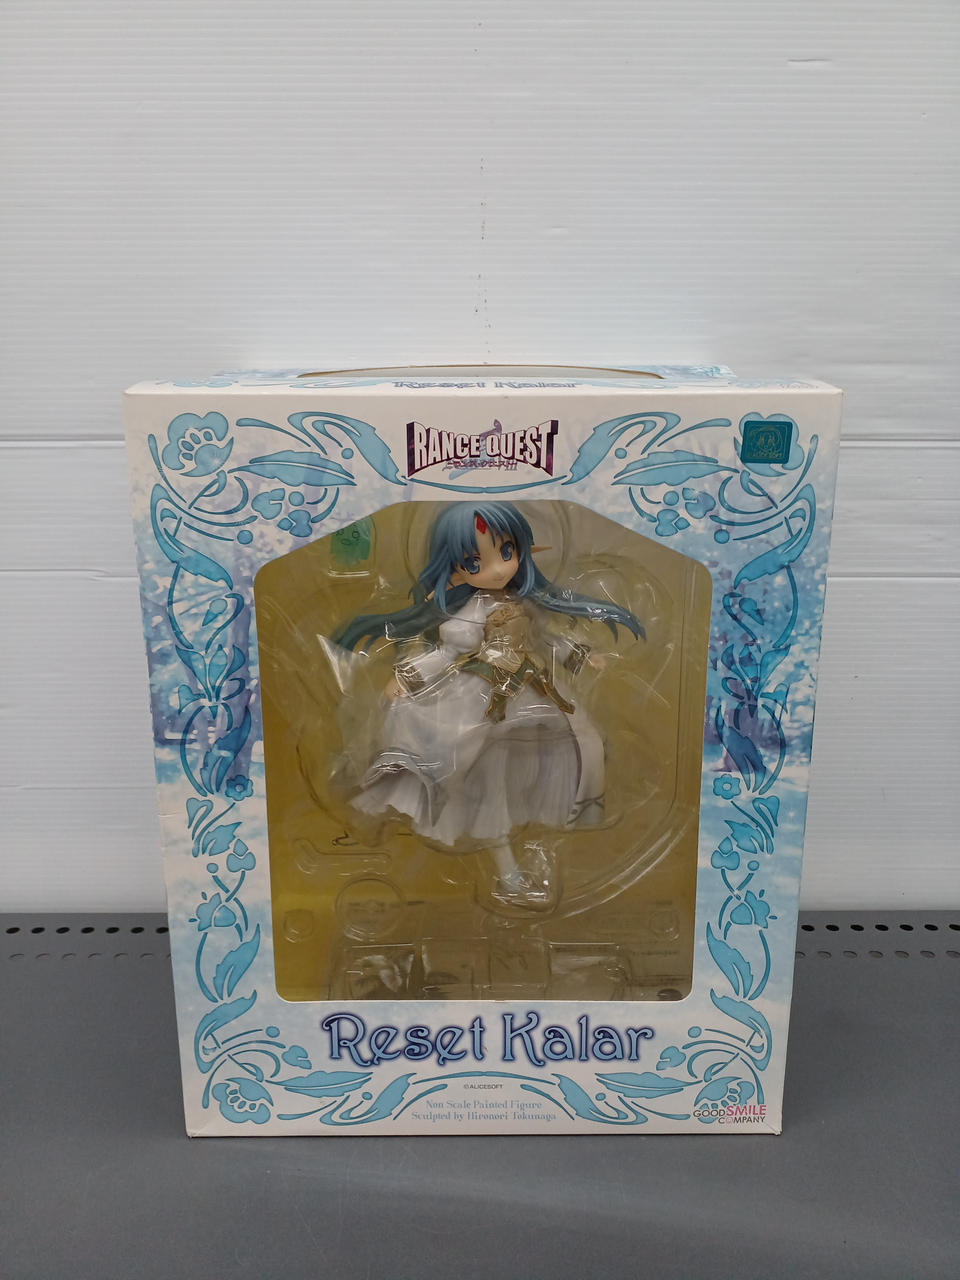 Reset Kalar
RANCE QUEST
Reset Kalar
©ALICESOFT
Non Scale Painted Figure
Sculpted by Hironori Tokunaga
GOOD SMILE
COMPANY